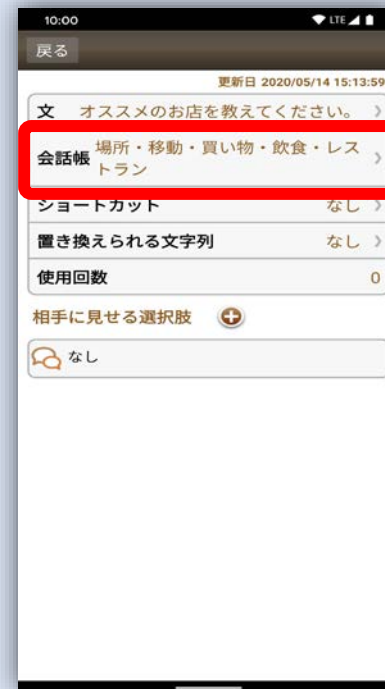 10:00 LTE
戻る
更新日 2020/05/14 15:13:59
文 オススメのお店を教えてください。
会話帳 場所・移動・買い物・飲食・レス
トラン
ショートカット なし
置き換えられる文字列 なし
使用回数 0
相手に見せる選択肢
なし